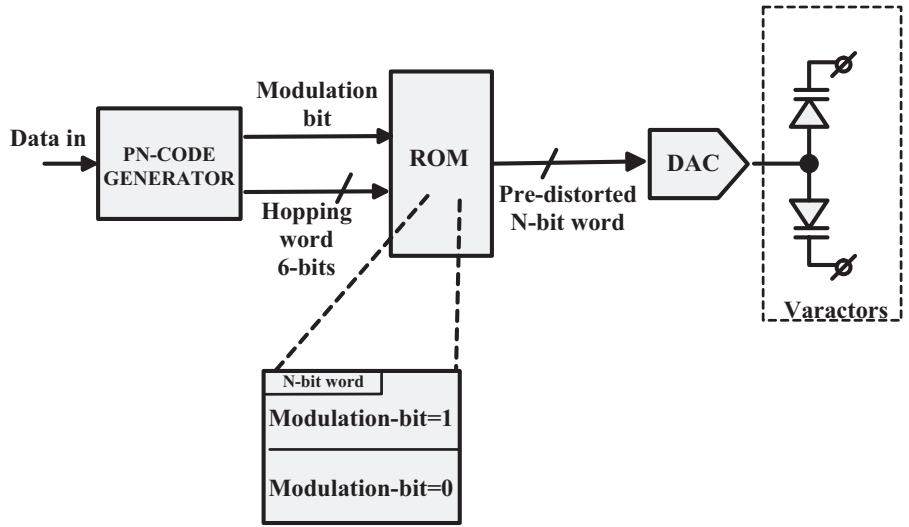 Data in
PN-CODE
GENERATOR
Modulation
bit
Hopping
word
6-bits
ROM
Pre-distorted
N-bit word
DAC
Varactors
N-bit word
Modulation-bit=1
Modulation-bit=0